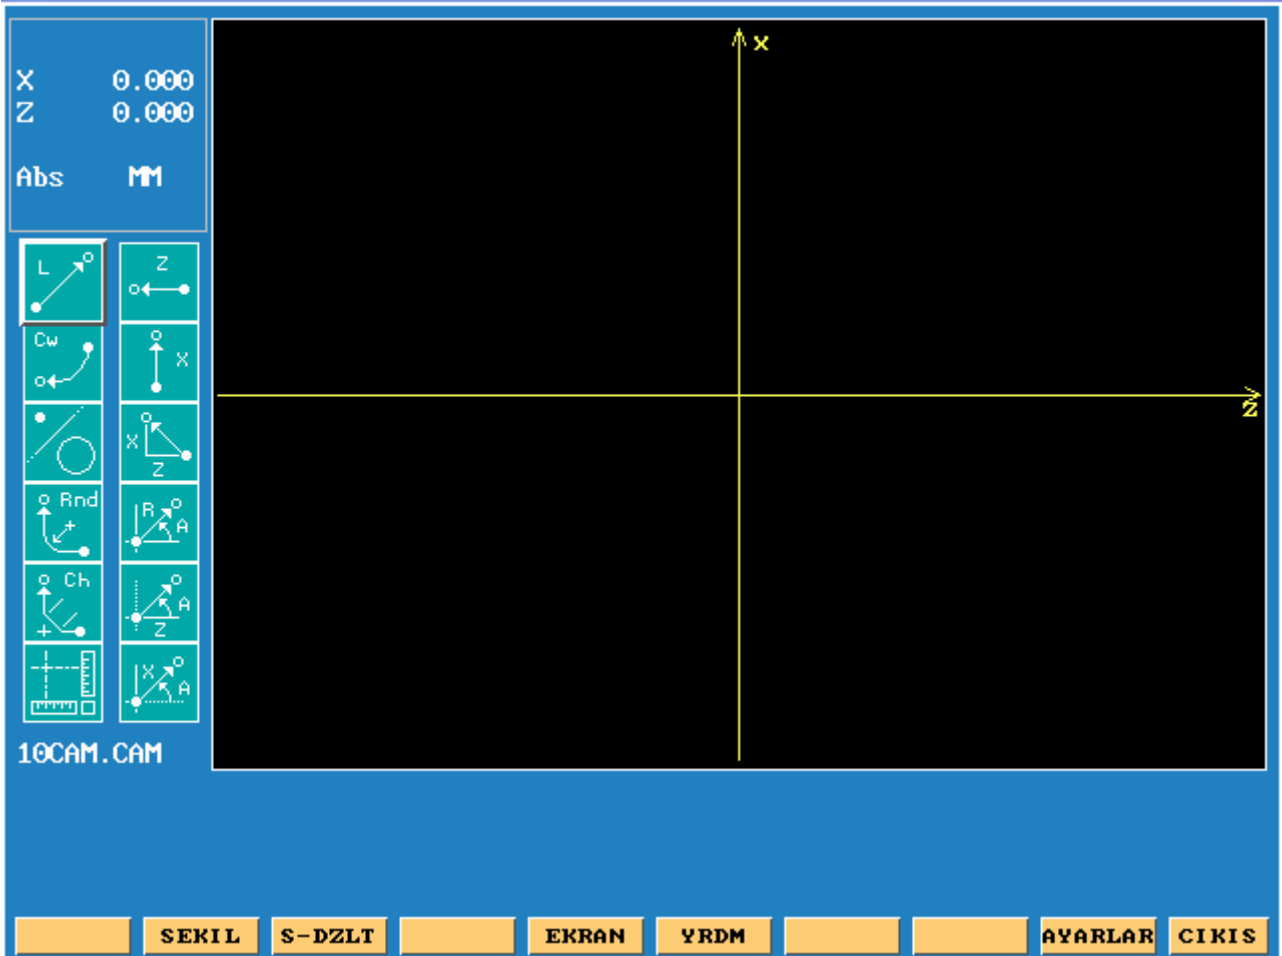 X 0.000
Z 0.000
Abs MM
X
Z
L
Z
Cw
X
X
Z
Rnd
R
A
Ch
A
Z
X
A
10CAM.CAM
SEKIL S-DZLT EKRAN YRDM AYARLAR CIKIS